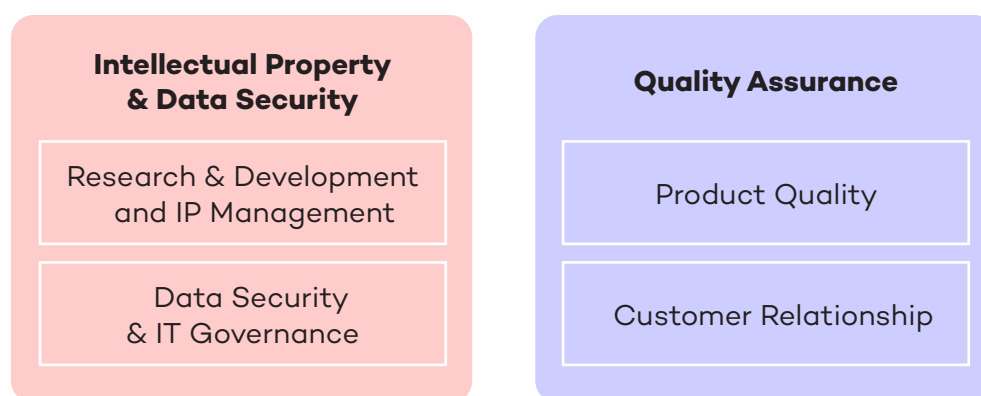 Intellectual Property
& Data Security
Research & Development
and IP Management
Data Security
& IT Governance
Quality Assurance
Product Quality
Customer Relationship